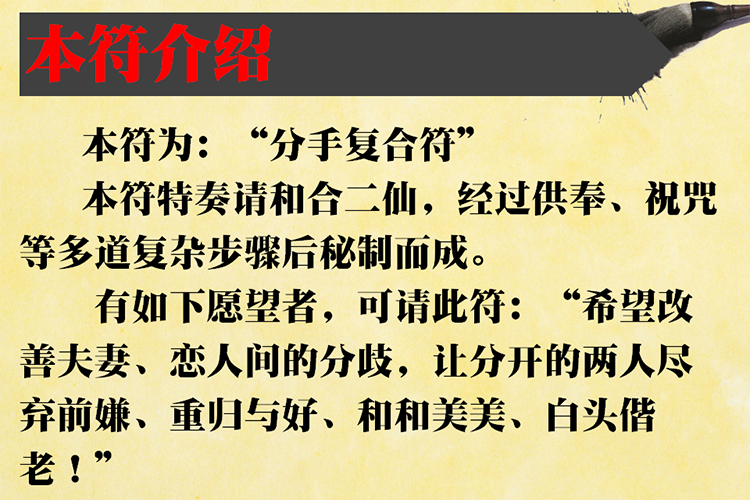 本符介绍
本符为：“分手复合符”
本符特奏请和合二仙，经过供奉、祝咒
等多道复杂步骤后秘制而成。
有如下愿望者，可请此符：“希望改
善夫妻、恋人间的分歧，让分开的两人尽
弃前嫌、重归与好、和和美美、白头偕
老！”